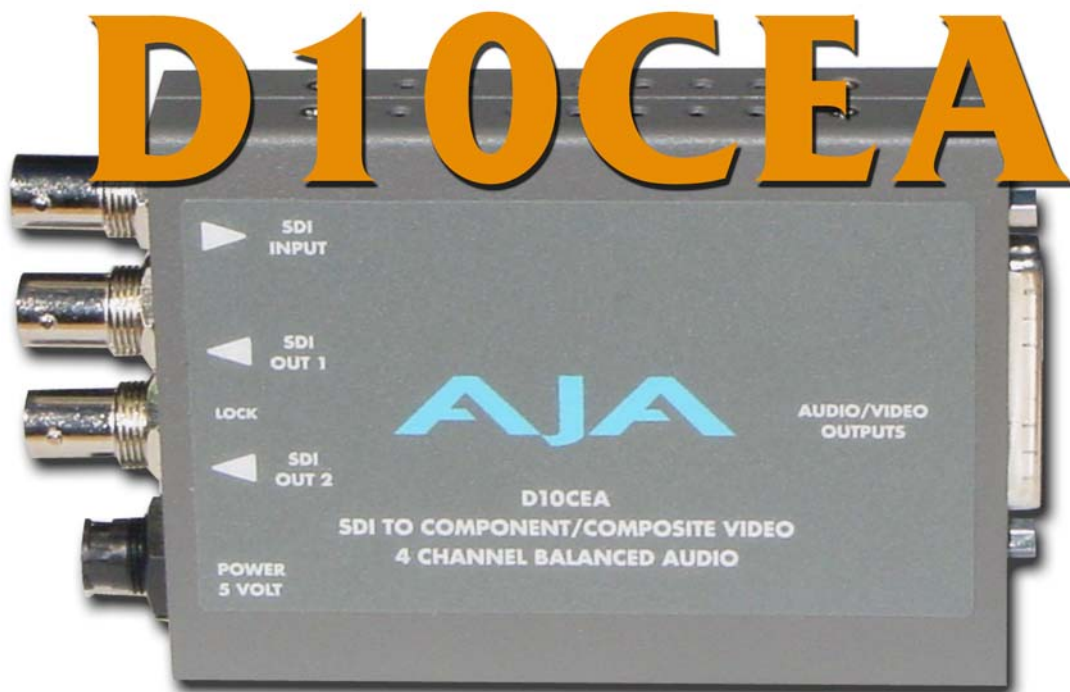 D10CEA
SDI
INPUT
SDI
OUT 1
LOCK
SDI
OUT 2
POWER
5 VOLT
AJA
D10CEA
SDI TO COMPONENT/COMPOSITE VIDEO
4 CHANNEL BALANCED AUDIO
AUDIO/VIDEO
OUTPUTS